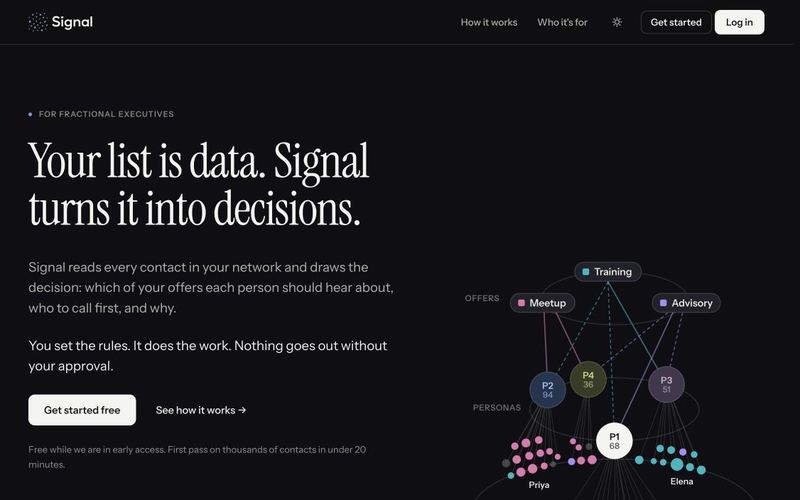 Signal
How it works
Who it's for
Get started
Log in
FOR FRACTIONAL EXECUTIVES
Your list is data. Signal
turns it into decisions.
Signal reads every contact in your network and draws the
decision: which of your offers each person should hear about,
who to call first, and why.
You set the rules. It does the work. Nothing goes out without
your approval.
Get started free
See how it works →
Free while we are in early access. First pass on thousands of contacts in under 20
minutes.
Training
OFFERS
Meetup
Advisory
P2
94
P4
36
P3
51
PERSONAS
P1
68
Priya
Elena